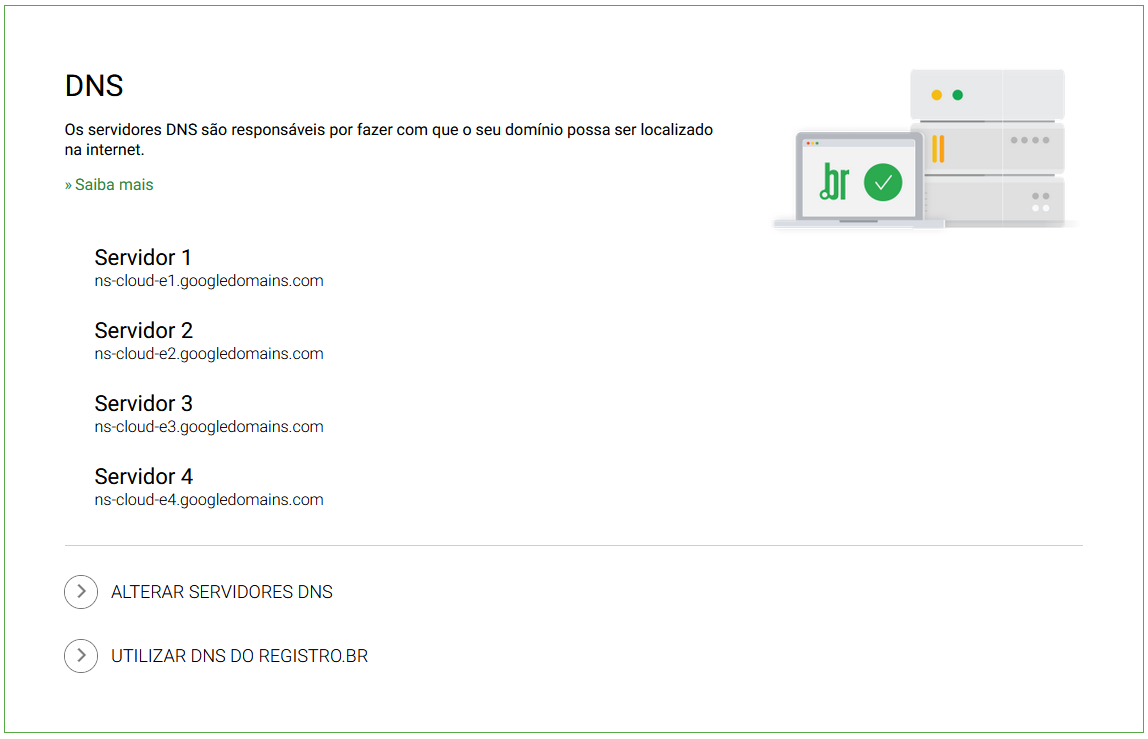 DNS
Os servidores DNS são responsáveis por fazer com que o seu domínio possa ser localizado
na internet.
» Saiba mais
.br
Servidor 1
ns-cloud-e1.googledomains.com
Servidor 2
ns-cloud-e2.googledomains.com
Servidor 3
ns-cloud-e3.googledomains.com
Servidor 4
ns-cloud-e4.googledomains.com
ALTERAR SERVIDORES DNS
UTILIZAR DNS DO REGISTRO.BR